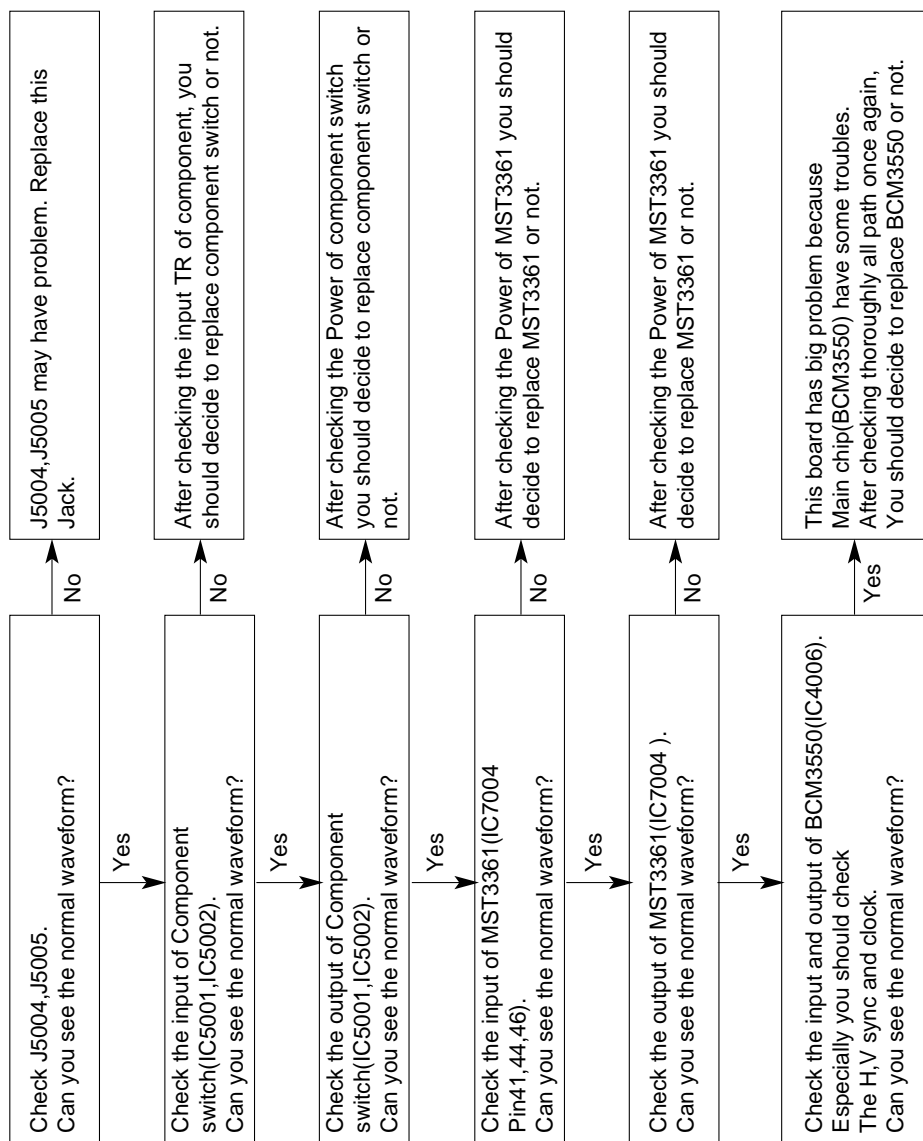 Check J5004,J5005.
Can you see the normal waveform?
No
J5004,J5005 may have problem. Replace this
Jack.
Yes
Check the input of Component
switch(IC5001,IC5002).
Can you see the normal waveform?
No
After checking the input TR of component, you
should decide to replace component switch or not.
Yes
Check the output of Component
switch(IC5001,IC5002).
Can you see the normal waveform?
No
After checking the Power of component switch
you should decide to replace component switch or
not.
Yes
Check the input of MST3361(IC7004
Pin41,44,46).
Can you see the normal waveform?
No
After checking the Power of MST3361 you should
decide to replace MST3361 or not.
Yes
Check the output of MST3361(IC7004 ).
Can you see the normal waveform?
No
After checking the Power of MST3361 you should
decide to replace MST3361 or not.
Yes
Check the input and output of BCM3550(IC4006).
Especially you should check
The H,V sync and clock.
Can you see the normal waveform?
Yes
This board has big problem because
Main chip(BCM3550) have some troubles.
After checking thoroughly all path once again,
You should decide to replace BCM3550 or not.